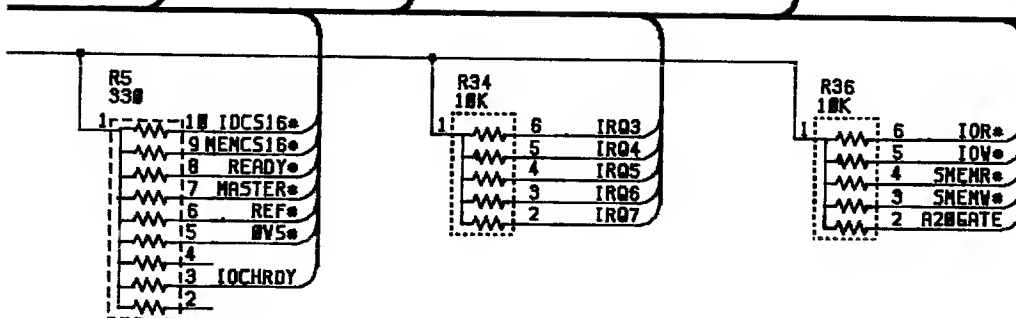 R5
330
1 10 IOCS16*
9 MEMCS16*
8 READY*
7 MASTER*
6 REF*
5 0VS*
4
3 IOCHRDY
2
R34
10K
1 6 IRQ3
5 IRQ4
4 IRQ5
3 IRQ6
2 IRQ7
R36
10K
1 6 IOR*
5 IOW*
4 SMEMR*
3 SMEMW*
2 A20GATE